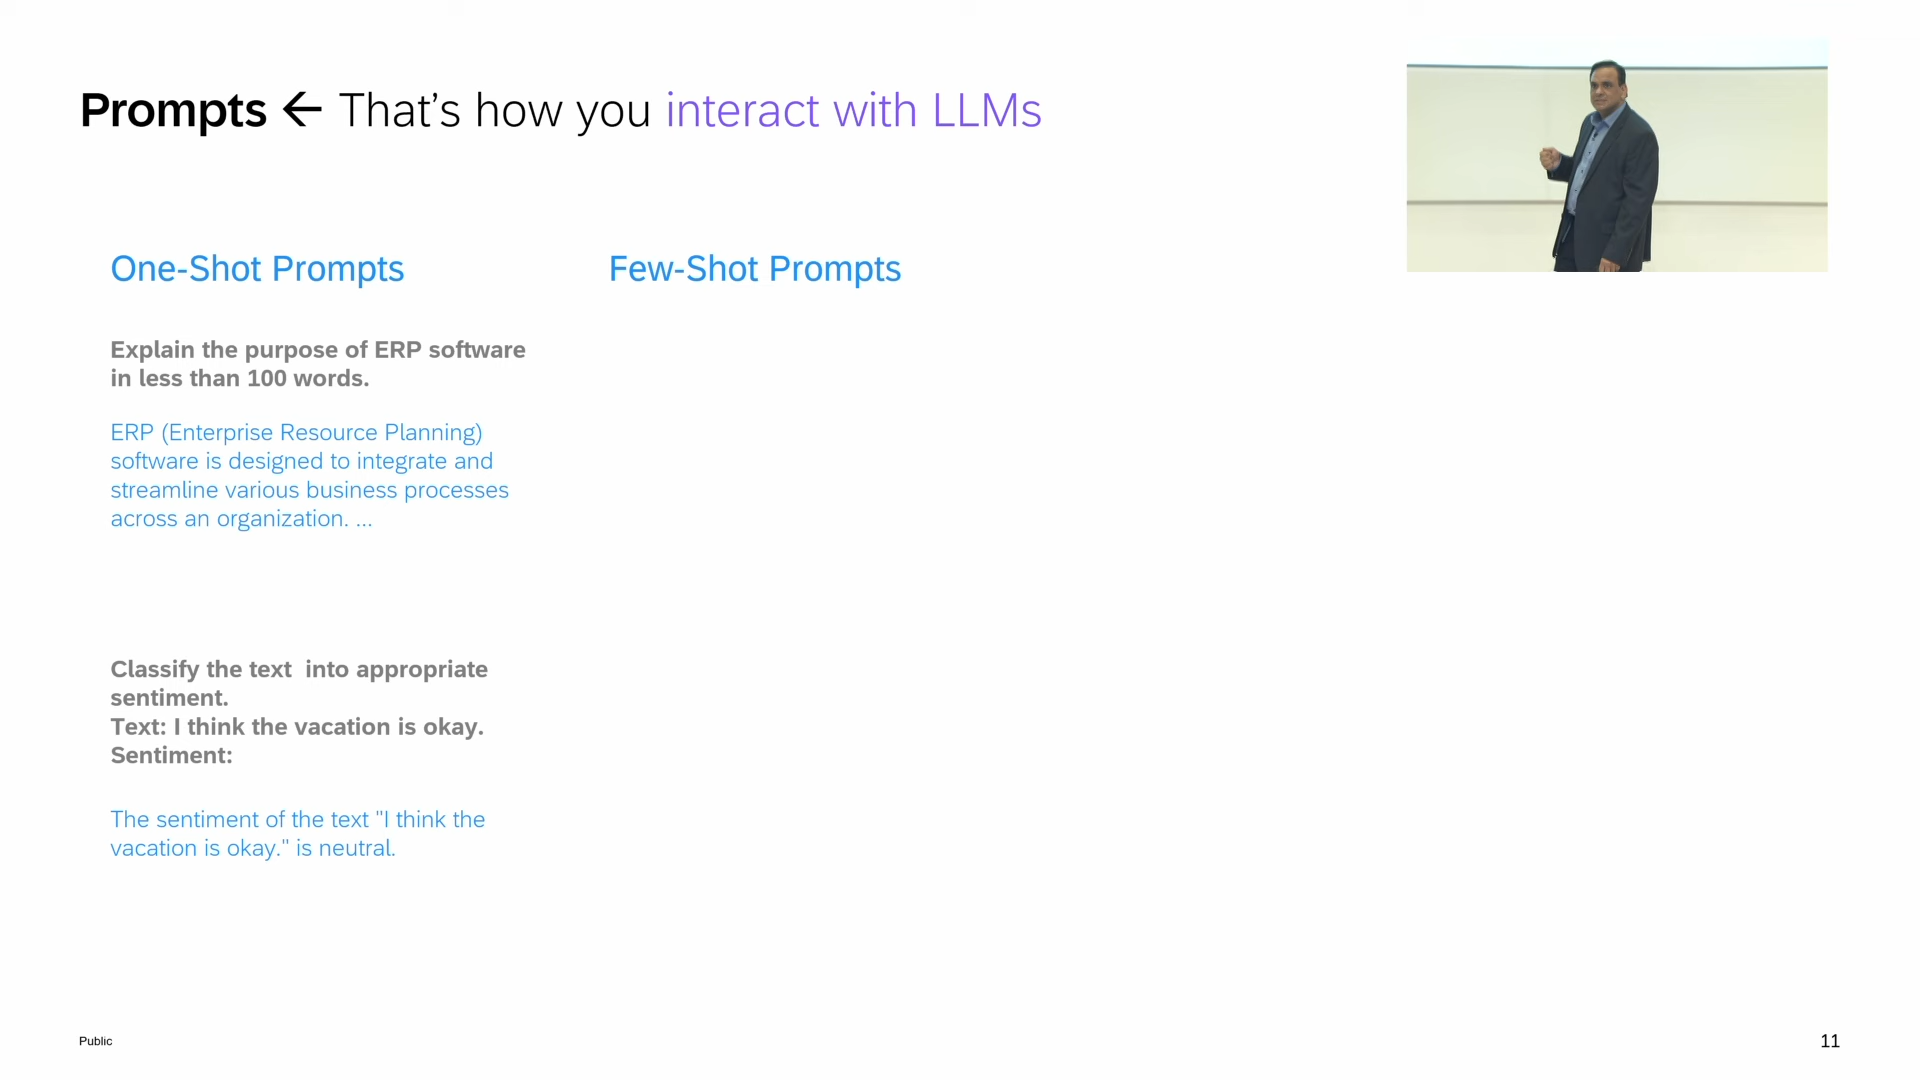 Prompts ← That’s how you interact with LLMs
One-Shot Prompts
Explain the purpose of ERP software
in less than 100 words.
ERP (Enterprise Resource Planning)
software is designed to integrate and
streamline various business processes
across an organization. ...
Classify the text  into appropriate
sentiment.
Text: I think the vacation is okay.
Sentiment:
The sentiment of the text "I think the
vacation is okay." is neutral.
Few-Shot Prompts
Public
11